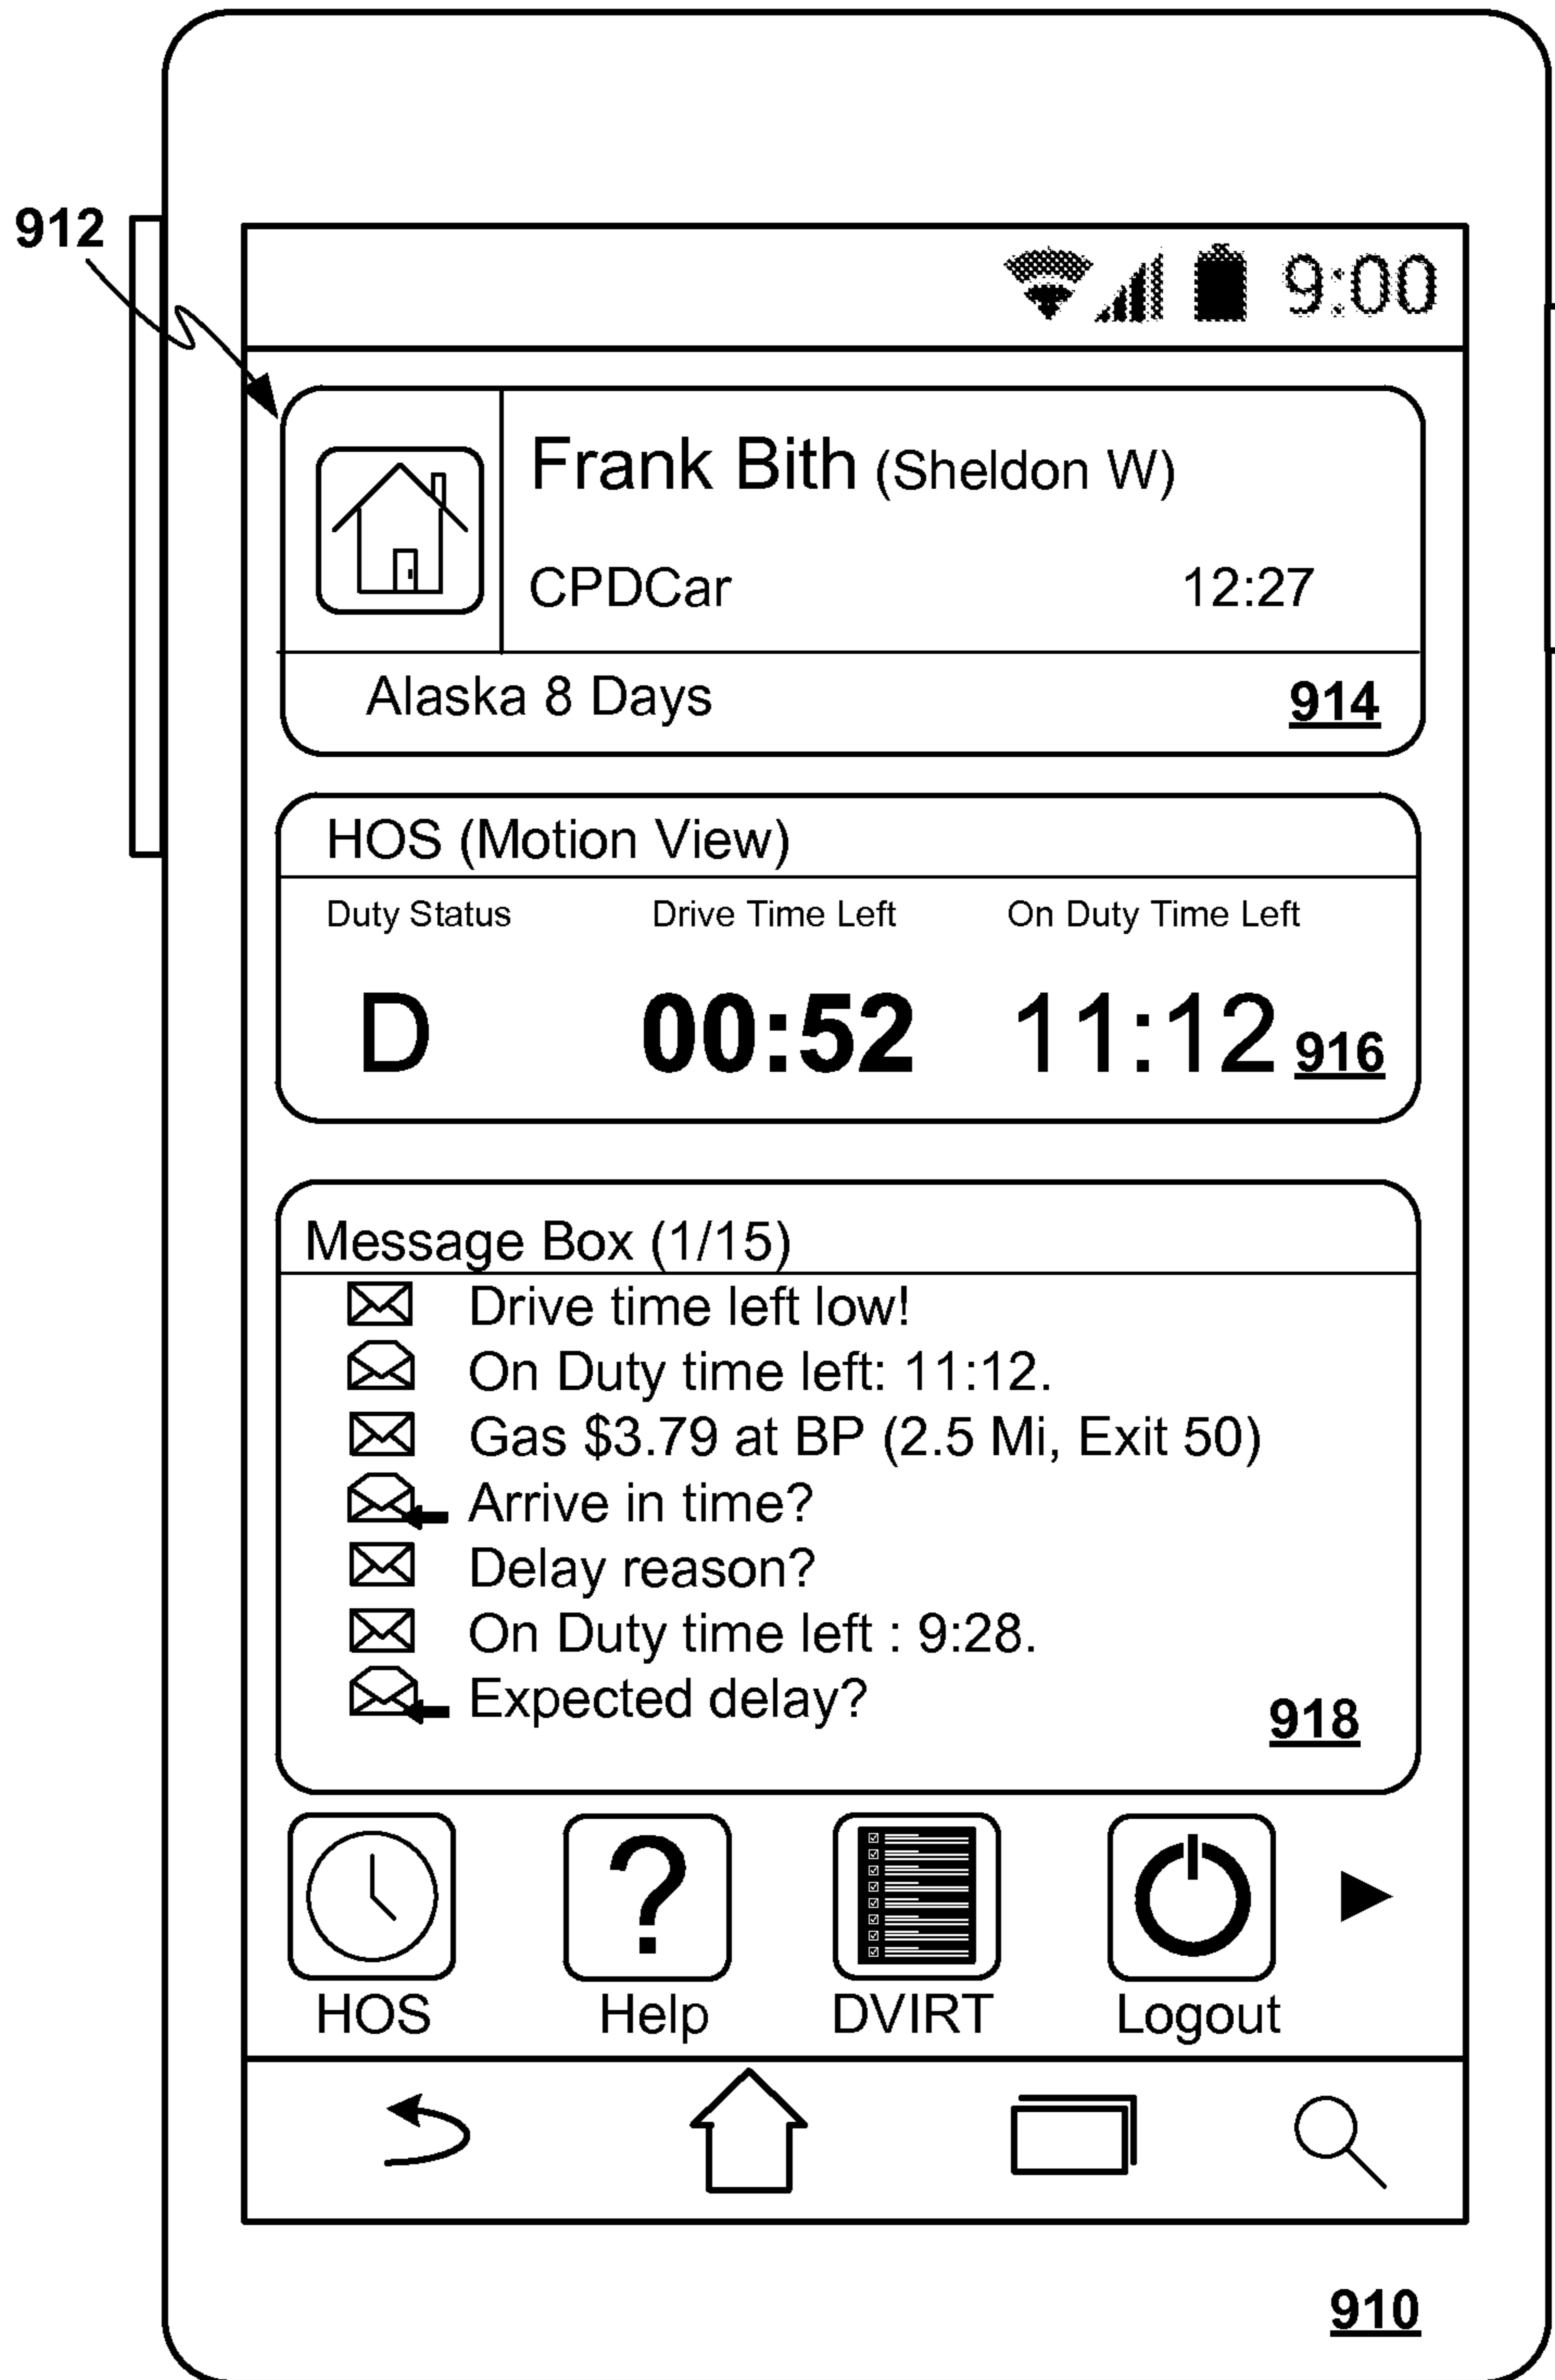 912
9:00
Frank Bith (Sheldon W)
CPDCar 12:27
Alaska 8 Days 914
HOS (Motion View)
Duty Status Drive Time Left On Duty Time Left
D 00:52 11:12 916
Message Box (1/15)
Drive time left low!
On Duty time left: 11:12.
Gas $3.79 at BP (2.5 Mi, Exit 50)
Arrive in time?
Delay reason?
On Duty time left : 9:28.
Expected delay?
918
? 
HOS Help DVIRT Logout
910